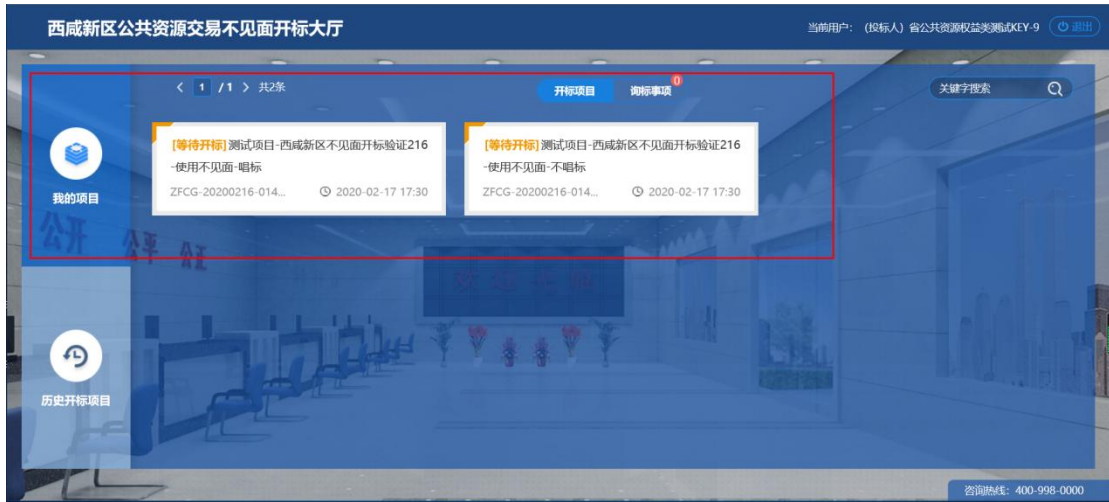 西咸新区公共资源交易不见面开标大厅
当前用户： (投标人) 省公共资源权益类测试KEY-9
退出
1 / 1 共2条
开标项目 询标事项 0
关键字搜索
[等待开标] 测试项目-西咸新区不见面开标验证216
-使用不见面-唱标
ZFCG-20200216-014... 2020-02-17 17:30
[等待开标] 测试项目-西咸新区不见面开标验证216
-使用不见面-不唱标
ZFCG-20200216-014... 2020-02-17 17:30
我的项目
公开 公平 公正
历史开标项目
咨询热线：400-998-0000